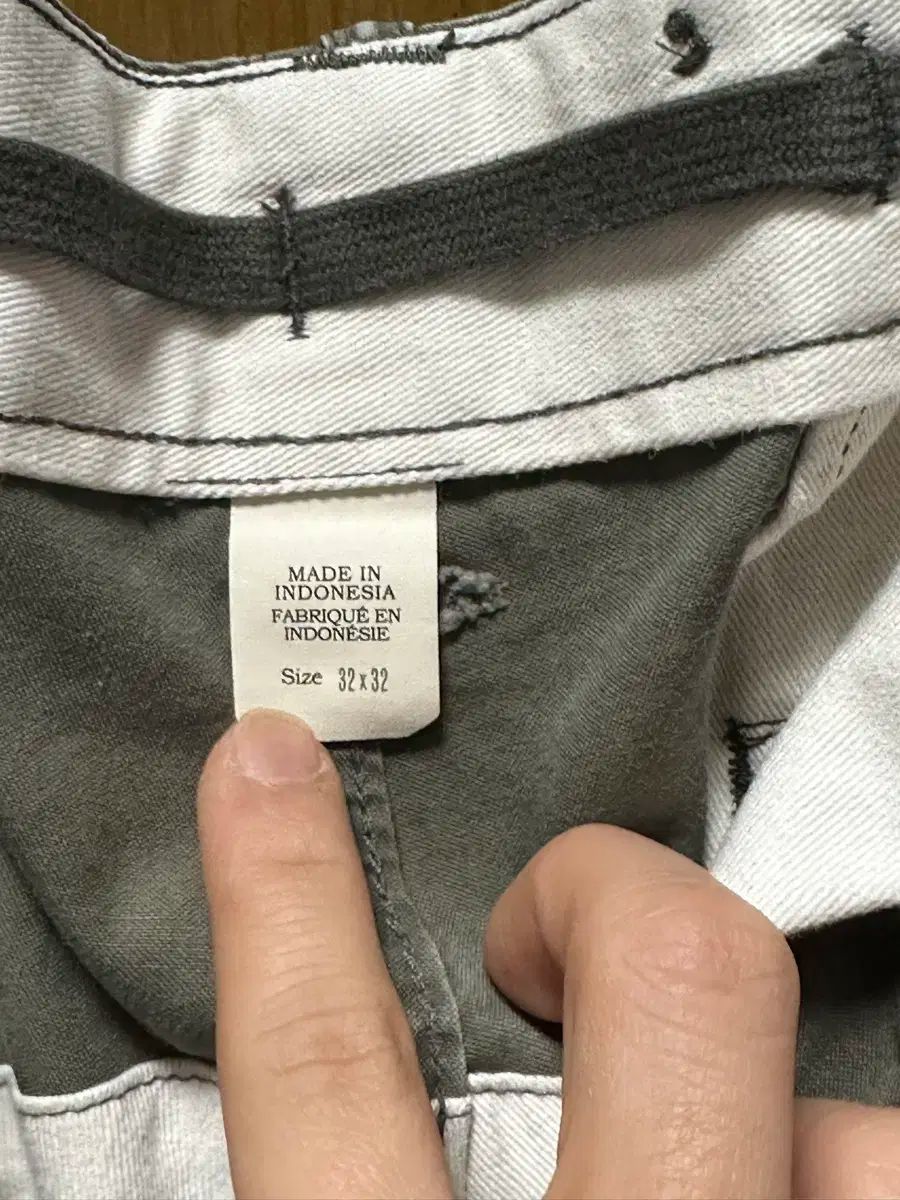 MADE IN
INDONESIA
FABRIQUÉ EN
INDONÉSIE
Size 32x32